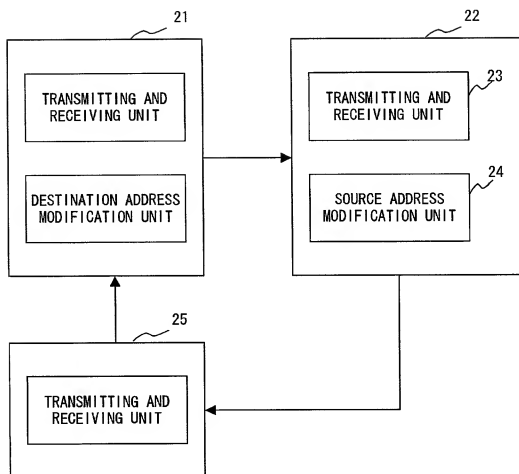 21
22
TRANSMITTING AND
RECEIVING UNIT
DESTINATION ADDRESS
MODIFICATION UNIT
23
TRANSMITTING AND
RECEIVING UNIT
24
SOURCE ADDRESS
MODIFICATION UNIT
25
TRANSMITTING AND
RECEIVING UNIT